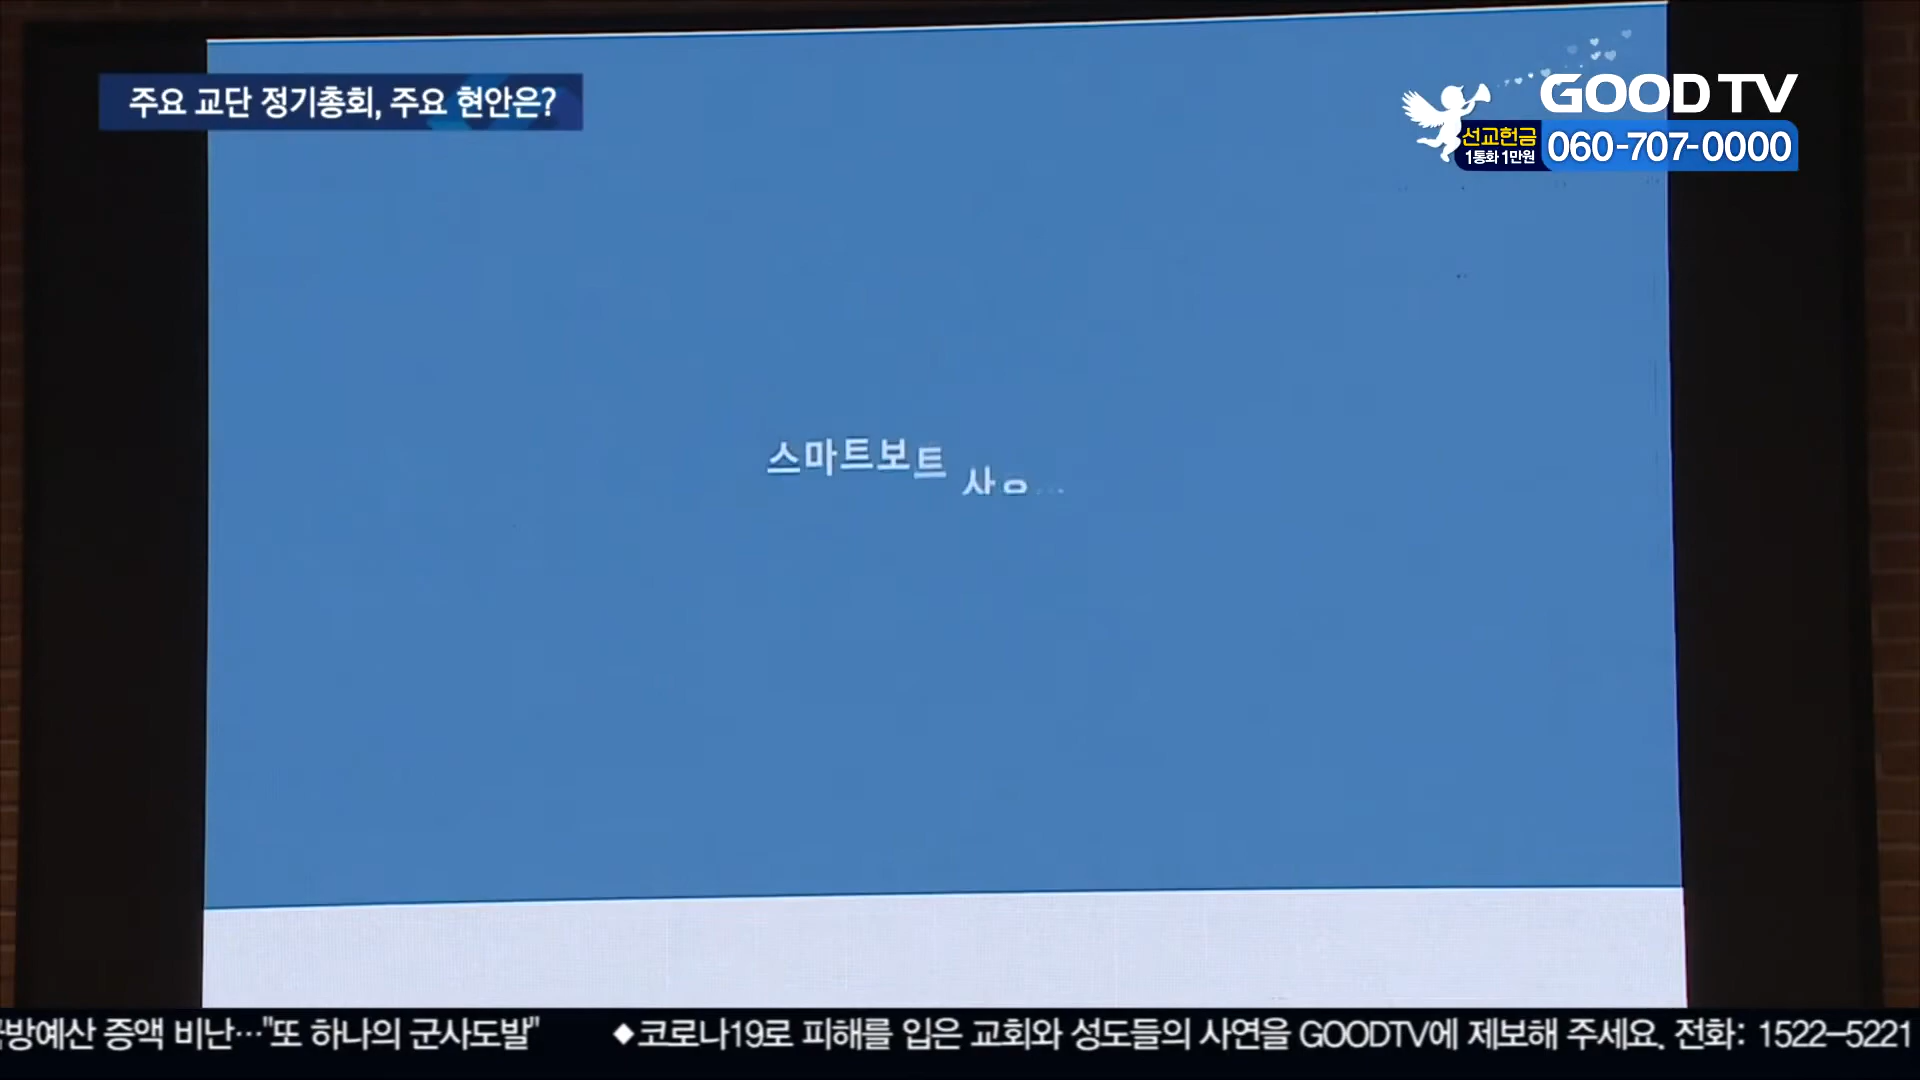 주요 교단 정기총회, 주요 현안은?
GOODTV
선교헌금
1통화 1만원
060-707-0000
스마트보트
방예산 증액 비난…"또 하나의 군사도발" ◆코로나19로 피해를 입은 교회와 성도들의 사연을 GOODTV에 제보해 주세요. 전화: 1522-5221